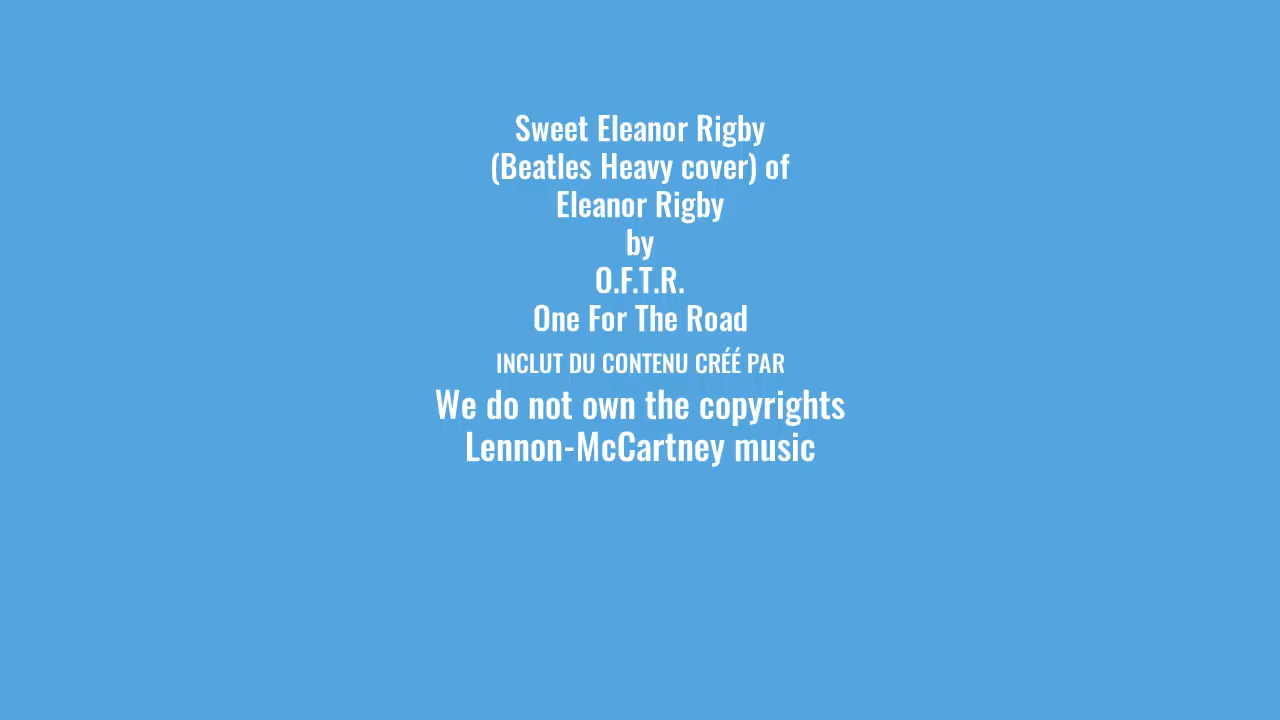 Sweet Eleanor Rigby
(Beatles Heavy cover) of
Eleanor Rigby
by
O.F.T.R.
One For The Road
INCLUT DU CONTENU CRÉÉ PAR
We do not own the copyrights
Lennon-McCartney music